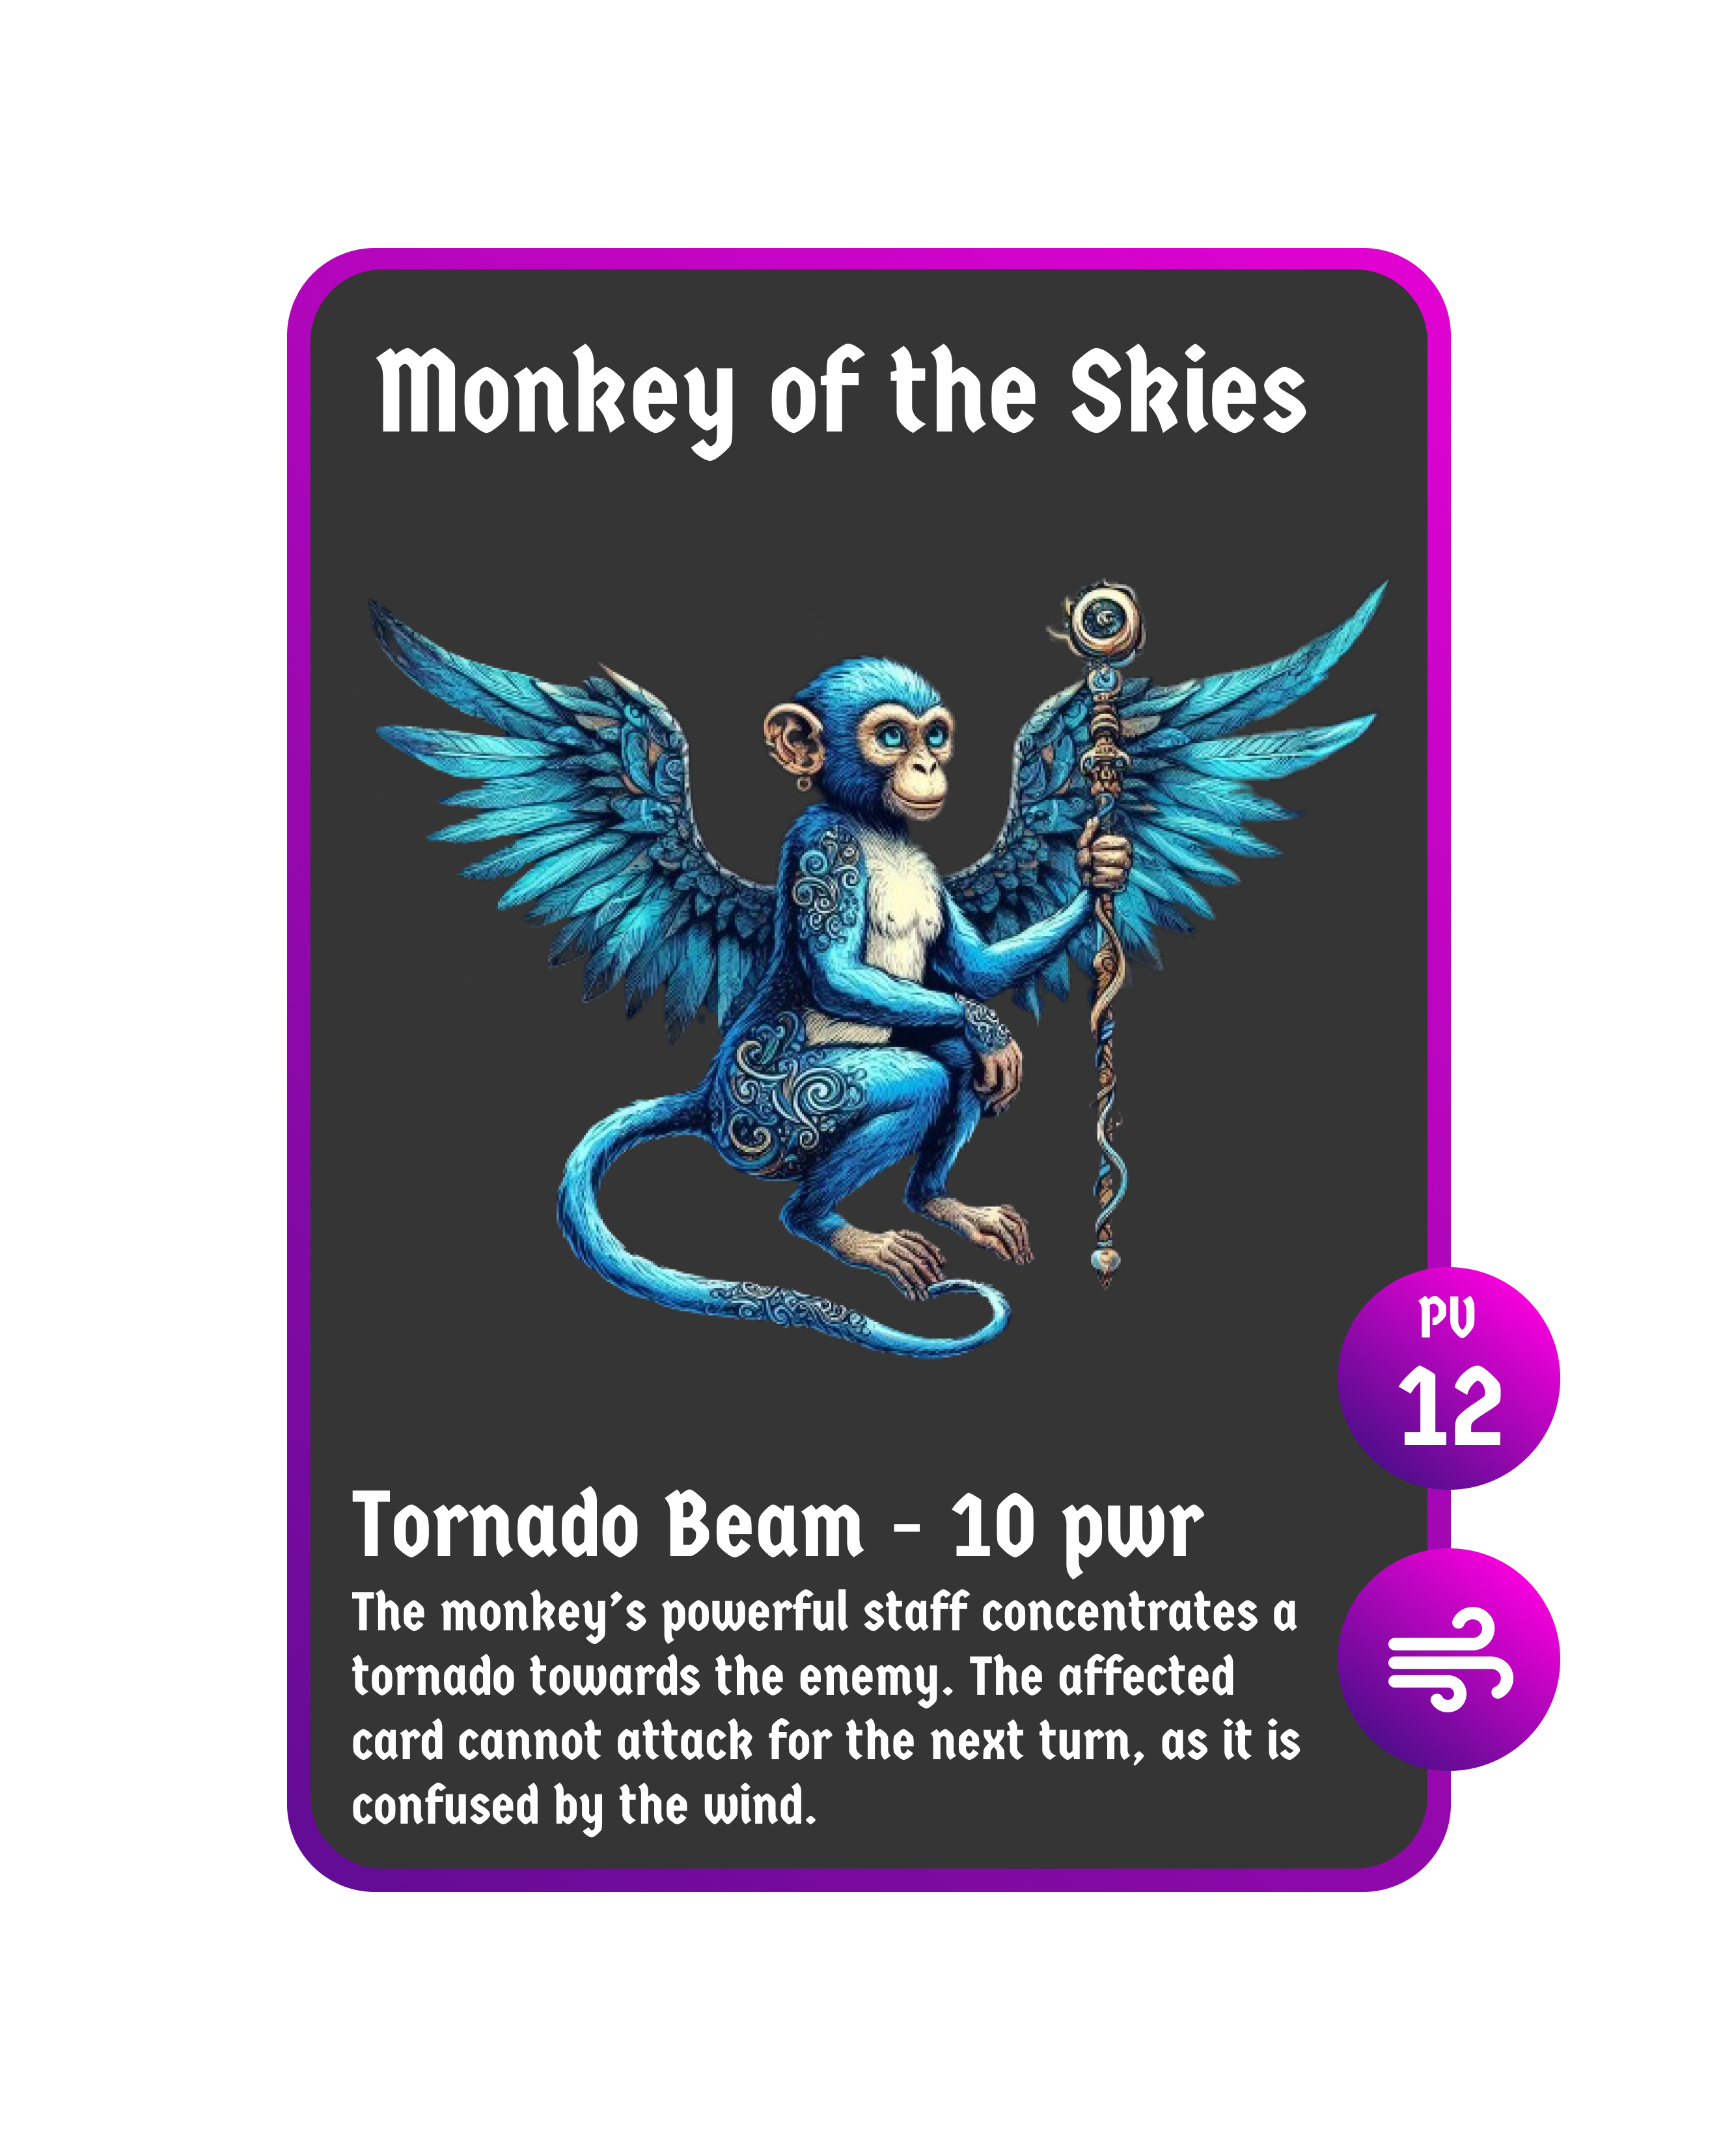 Monkey of the Skies
PV
12
Tornado Beam - 10 pwr
The monkey's powerful staff concentrates a
tornado towards the enemy. The affected
card cannot attack for the next turn, as it is
confused by the wind.